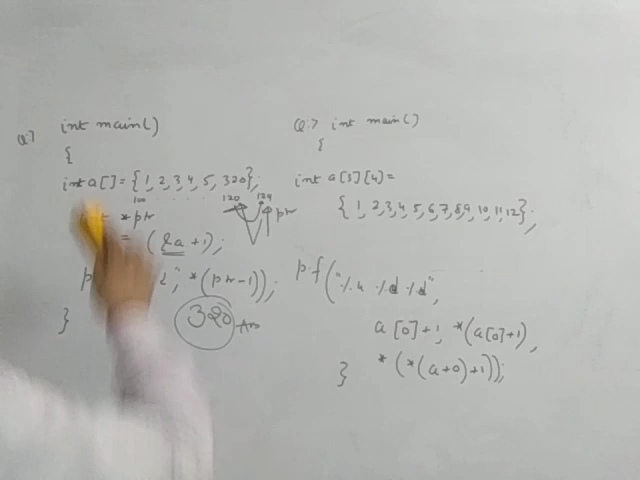 Q:7 int main()
{
int a[] = {1, 2, 3, 4, 5, 320};
100 120 124
*ptr ptr
= (&a + 1);
", *(ptr-1));
320 Ans
}
Q:7 int main()
{
int a[3][4] =
{ 1, 2, 3, 4, 5, 6, 7, 8, 9, 10, 11, 12};
p.f("%u %d %d",
a[0]+1, *(a[0]+1),
*(*(a+0)+1));
}